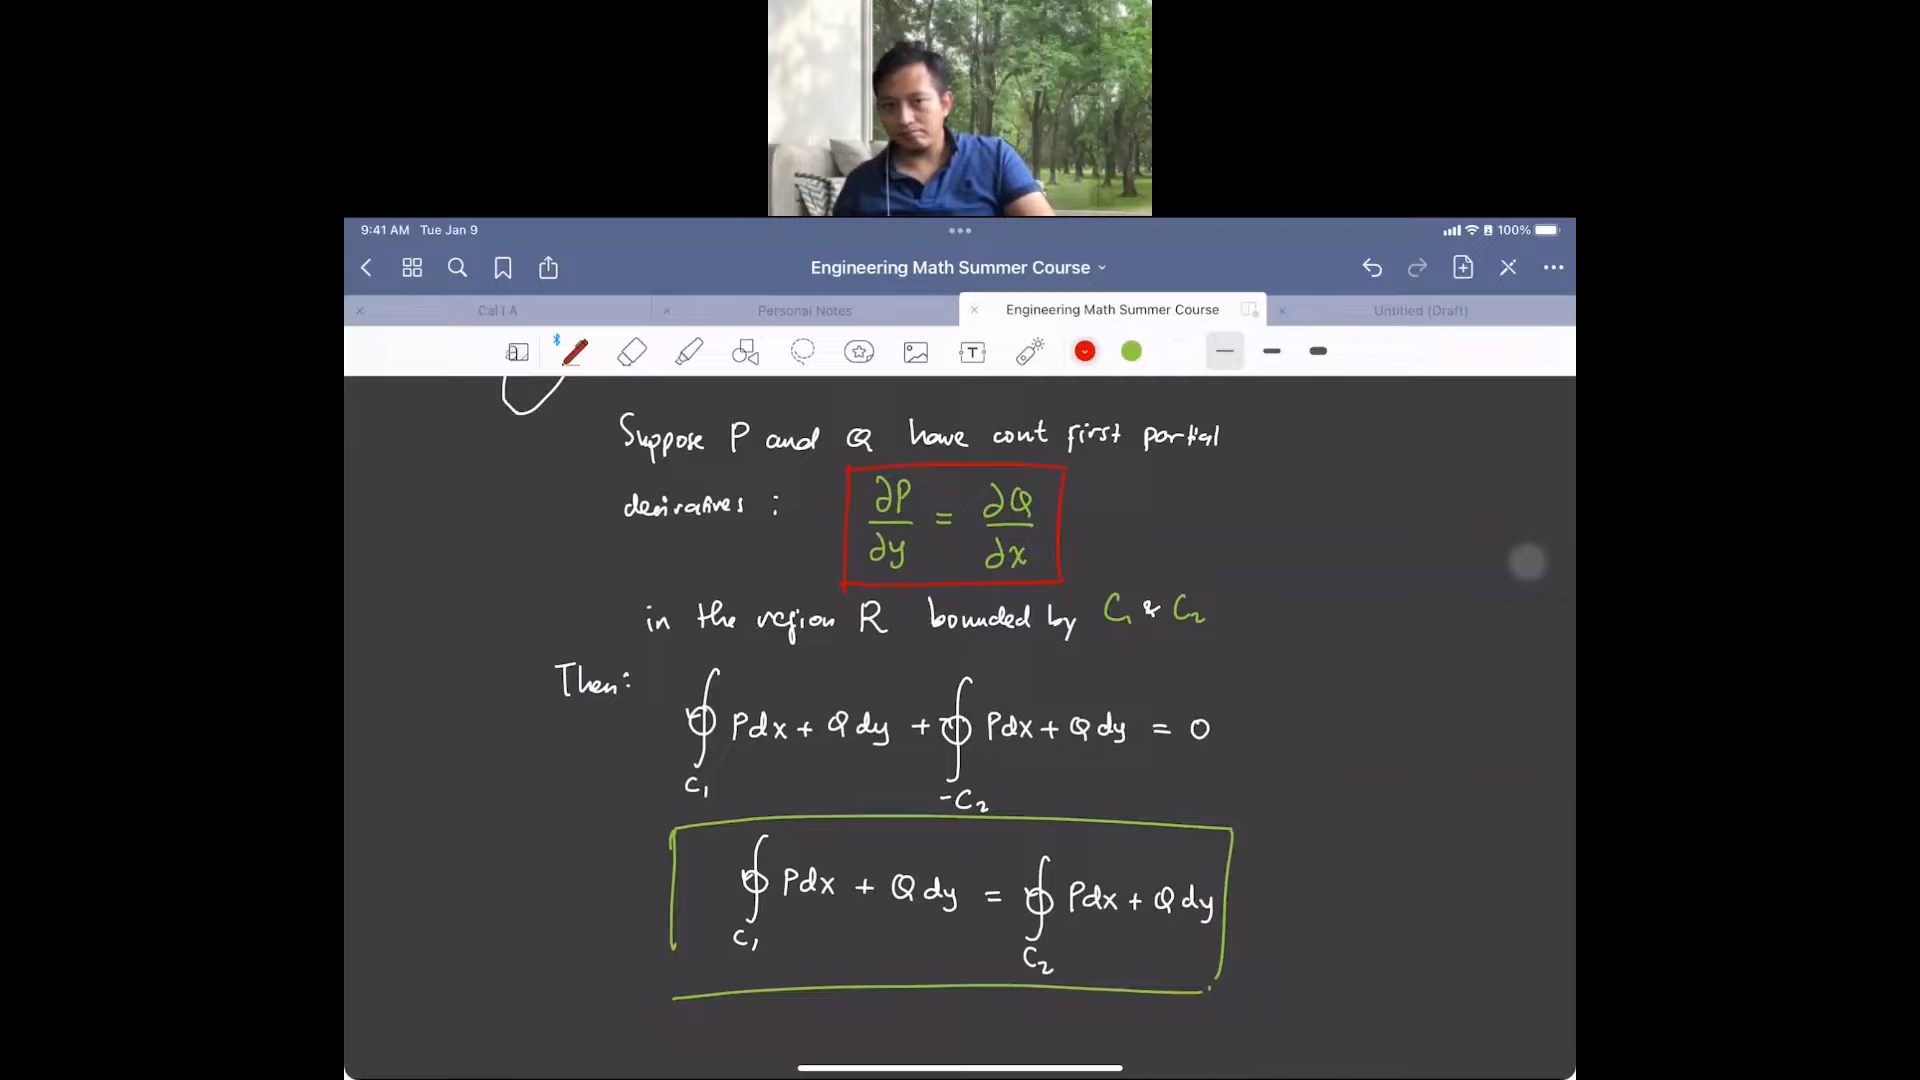 9:41 AM Tue Jan 9
100%
Engineering Math Summer Course
Cal I A
Personal Notes
Engineering Math Summer Course
Untitled (Draft)
Suppose P and Q have cont first partial
derivatives : ∂P/∂y = ∂Q/∂x
in the region R bounded by C₁ & C₂
Then:
∮C₁ Pdx + Qdy + ∮-C₂ Pdx + Qdy = 0
∮C₁ Pdx + Qdy = ∮C₂ Pdx + Qdy